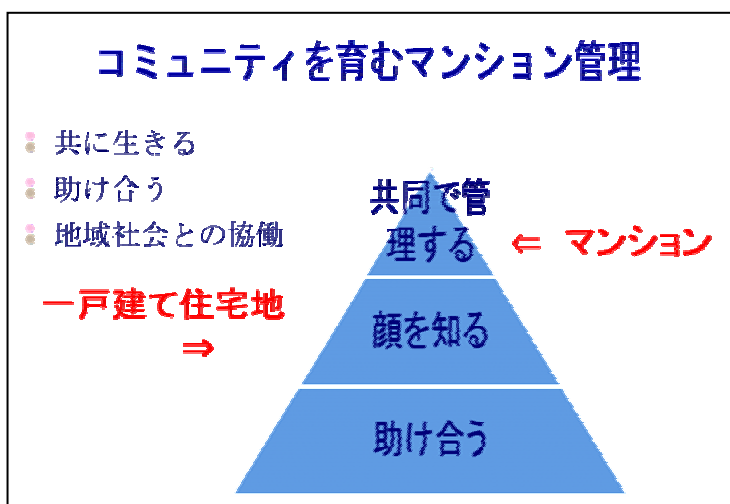 コミュニティを育むマンション管理
共に生きる
助け合う
地域社会との協働
共同で管
理する
⇐ マンション
一戸建て住宅地
⇒
顔を知る
助け合う